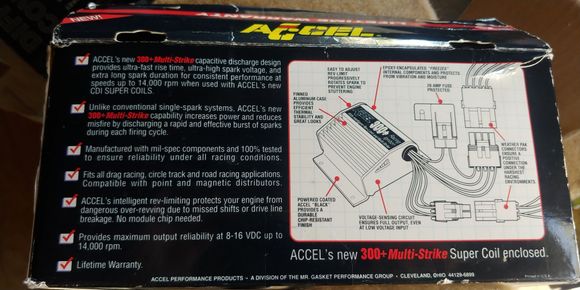 NEW!
ACCEL
ACCEL's new 300+ Multi-Strike capacitive discharge design
provides ultra-fast rise time, ultra-high spark voltage, and
extra long spark duration for consistent performance at
speeds up to 14,000 rpm when used with ACCEL's new
CDI SUPER COILS.
Unlike conventional single-spark systems, ACCEL's new
300+ Multi-Strike capability increases power and reduces
misfire by discharging a rapid and effective burst of sparks
during each firing cycle.
Manufactured with mil-spec components and 100% tested
to ensure reliability under all racing conditions.
Fits all drag racing, circle track and road racing applications.
Compatible with point and magnetic distributors.
ACCEL's intelligent rev-limiting protects your engine from
dangerous over-revving due to missed shifts or drive line
breakage. No module chip needed.
Provides maximum output reliability at 8-16 VDC up to
14,000 rpm.
Lifetime Warranty.
EASY TO ADJUST
REV LIMIT
PROGRESSIVELY
ROTATES SPARK TO
PREVENT ENGINE
STUTTERING
EPOXY-ENCAPSULATES "FREEZES"
INTERNAL COMPONENTS AND PROTECTS
FROM VIBRATION AND MOISTURE
20 AMP FUSE
PROTECTED
FINNED
ALUMINUM CASE
PROVIDES
EFFICIENT
THERMAL
STABILITY AND
GREAT LOOKS
300+
WEATHER PAK
CONNECTORS
ENSURE A
POSITIVE
CONNECTION
UNDER THE
HARSHEST
RACING
ENVIRONMENTS.
POWERED COATED
ACCEL "BLACK"
PROVIDES A
DURABLE
CHIP-RESISTANT
FINISH
VOLTAGE-SENSING CIRCUIT
ENSURES FULL OUTPUT, EVEN
AT LOW VOLTAGE INPUT
ACCEL's new 300+ Multi-Strike Super Coil enclosed.
ACCEL PERFORMANCE PRODUCTS - A DIVISION OF THE MR. GASKET PERFORMANCE GROUP - CLEVELAND, OHIO 44129-6899